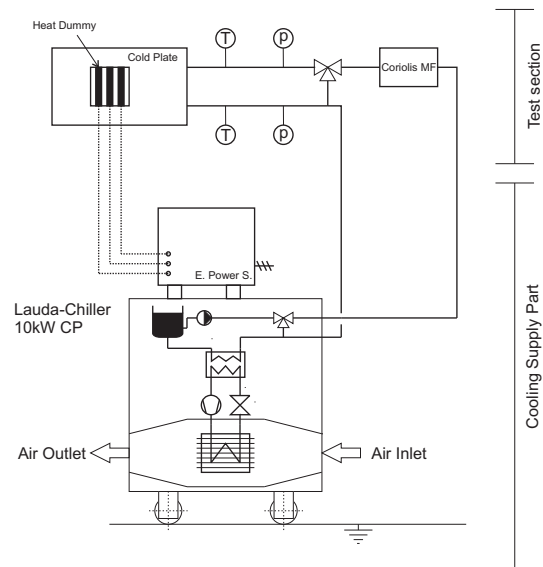 Heat Dummy
Cold Plate
T
p
Coriolis MF
T
p
Test section
E. Power S.
Lauda-Chiller
10kW CP
Cooling Supply Part
Air Outlet
Air Inlet